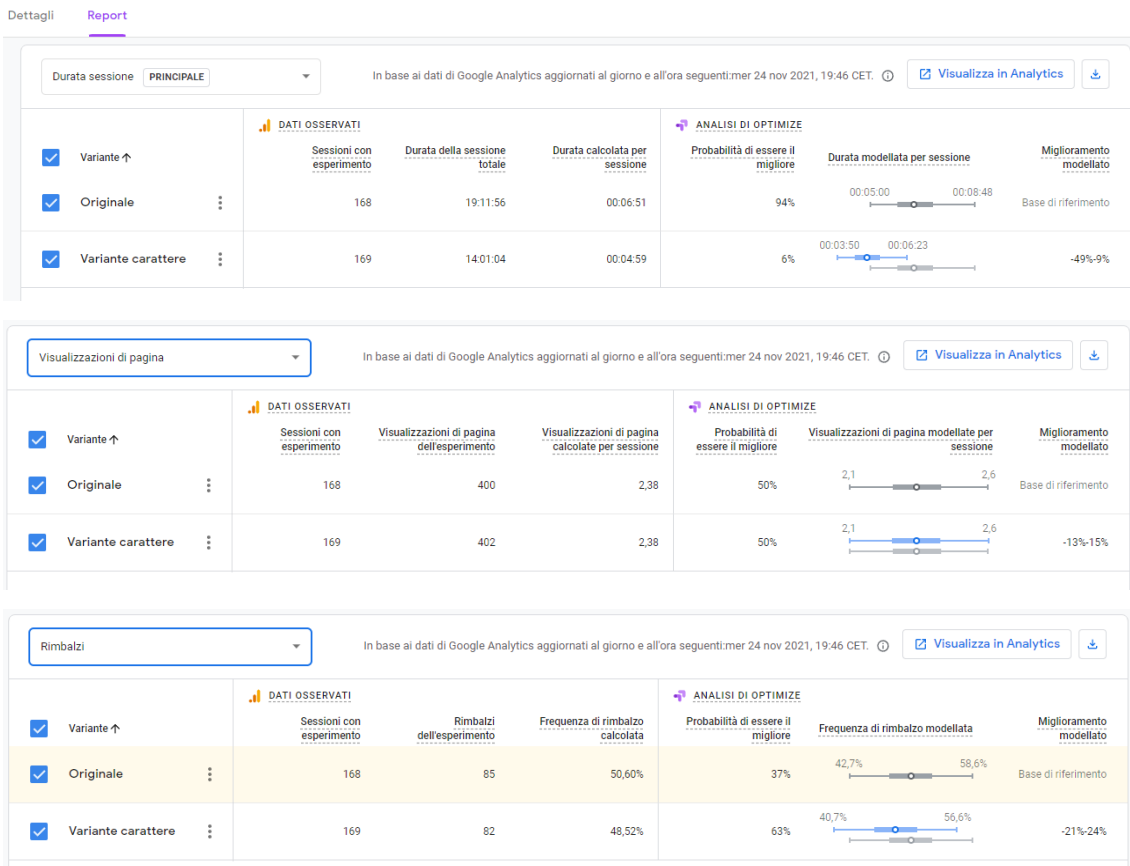 Dettagli Report
Durata sessione PRINCIPALE In base ai dati di Google Analytics aggiornati al giorno e all'ora seguenti:mer 24 nov 2021, 19:46 CET. Visualizza in Analytics
DATI OSSERVATI ANALISI DI OPTIMIZE
Variante Sessioni con Durata della sessione Durata calcolata per Probabilità di essere il Durata modellata per sessione Miglioramento
esperimento totale sessione migliore modellato
Originale 168 19:11:56 00:06:51 94% 00:05:00 00:08:48 Base di riferimento
Variante carattere 169 14:01:04 00:04:59 6% 00:03:50 00:06:23 -49%-9%
Visualizzazioni di pagina In base ai dati di Google Analytics aggiornati al giorno e all'ora seguenti:mer 24 nov 2021, 19:46 CET. Visualizza in Analytics
DATI OSSERVATI ANALISI DI OPTIMIZE
Variante Sessioni con Visualizzazioni di pagina Visualizzazioni di pagina Probabilità di Visualizzazioni di pagina modellate per Miglioramento
esperimento dell'esperimento calcolate per sessione essere il migliore sessione modellato
Originale 168 400 2,38 50% 2,1 2,6 Base di riferimento
Variante carattere 169 402 2,38 50% 2,1 2,6 -13%-15%
Rimbalzi In base ai dati di Google Analytics aggiornati al giorno e all'ora seguenti:mer 24 nov 2021, 19:46 CET. Visualizza in Analytics
DATI OSSERVATI ANALISI DI OPTIMIZE
Variante Sessioni con Rimbalzi Frequenza di rimbalzo Probabilità di essere il Frequenza di rimbalzo modellata Miglioramento
esperimento dell'esperimento calcolata migliore modellato
Originale 168 85 50,60% 37% 42,7% 58,6% Base di riferimento
Variante carattere 169 82 48,52% 63% 40,7% 56,6% -21%-24%